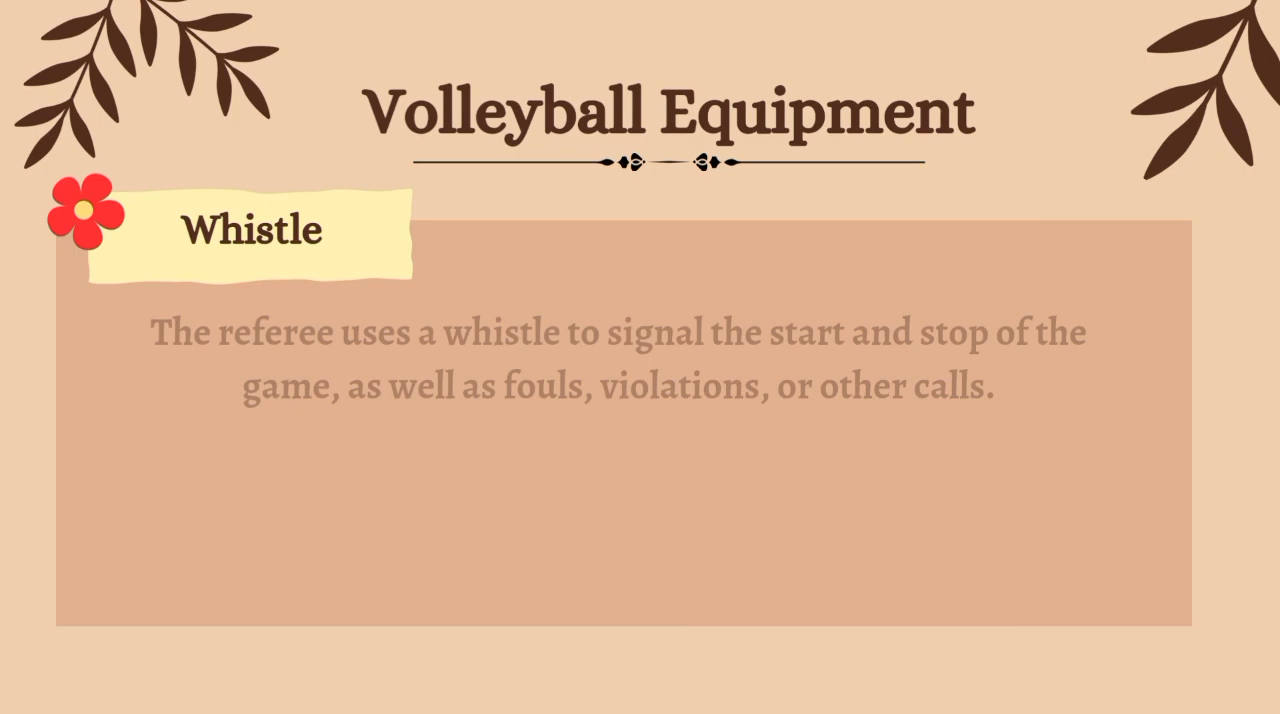 Volleyball Equipment
Whistle
The referee uses a whistle to signal the start and stop of the
game, as well as fouls, violations, or other calls.